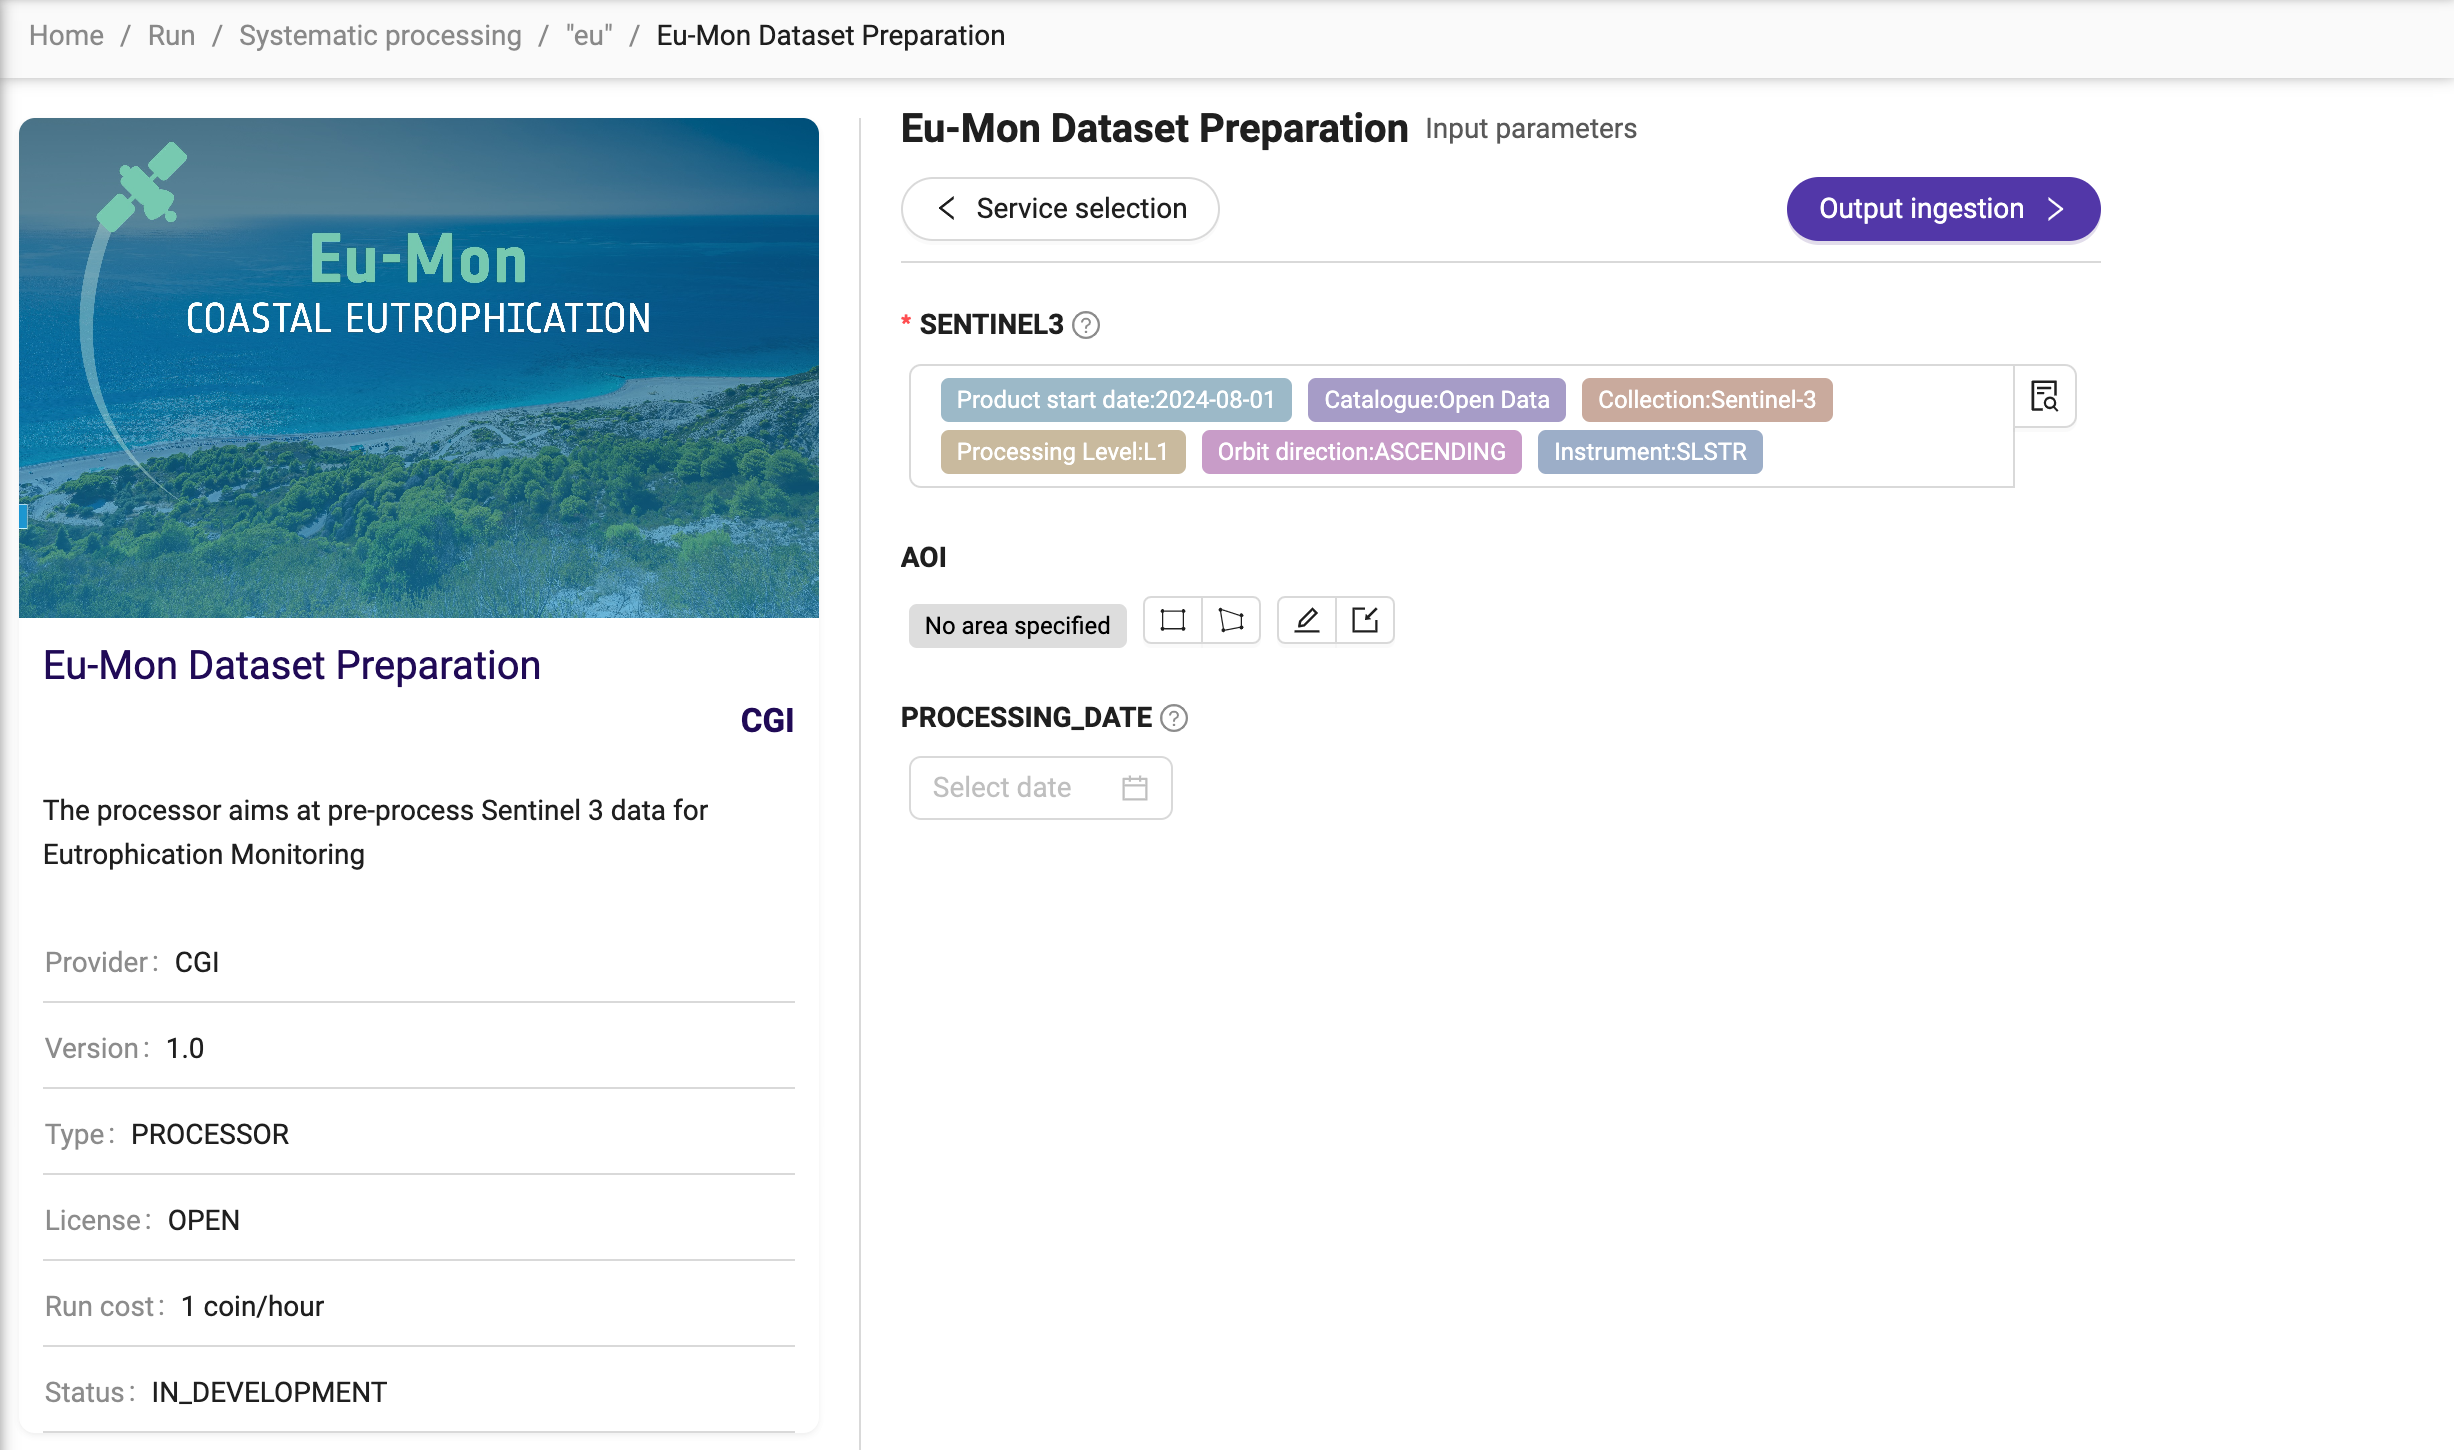 Home / Run / Systematic processing / "eu" / Eu-Mon Dataset Preparation
Eu-Mon
COASTAL EUTROPHICATION
Eu-Mon Dataset Preparation
CGI
The processor aims at pre-process Sentinel 3 data for
Eutrophication Monitoring
Provider: CGI
Version: 1.0
Type: PROCESSOR
License: OPEN
Run cost: 1 coin/hour
Status: IN_DEVELOPMENT
Eu-Mon Dataset Preparation Input parameters
< Service selection
Output ingestion >
* SENTINEL3 ?
Product start date:2024-08-01 Catalogue:Open Data Collection:Sentinel-3
Processing Level:L1 Orbit direction:ASCENDING Instrument:SLSTR
AOI
No area specified
PROCESSING_DATE ?
Select date